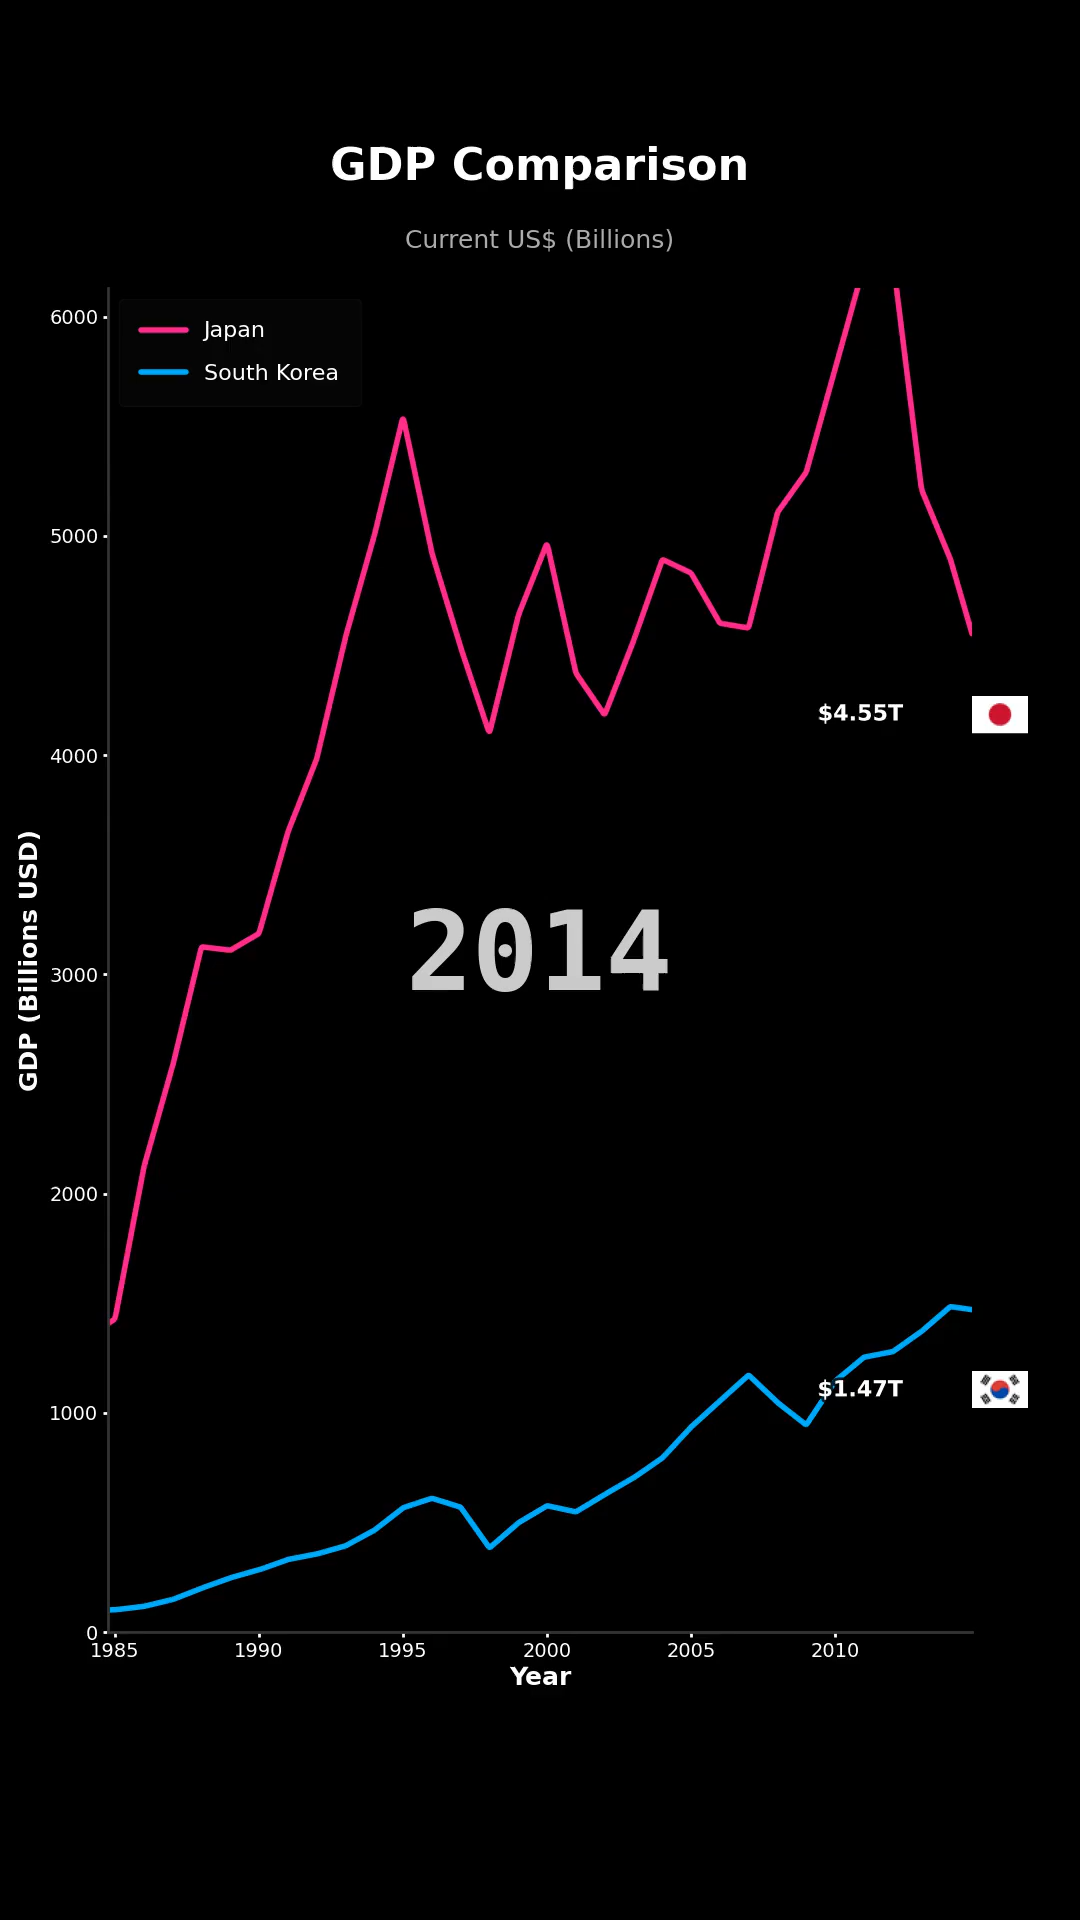 GDP Comparison
Current US$ (Billions)
Japan
South Korea
6000
5000
4000
3000
2000
1000
0
GDP (Billions USD)
$4.55T
2014
$1.47T
1985 1990 1995 2000 2005 2010
Year